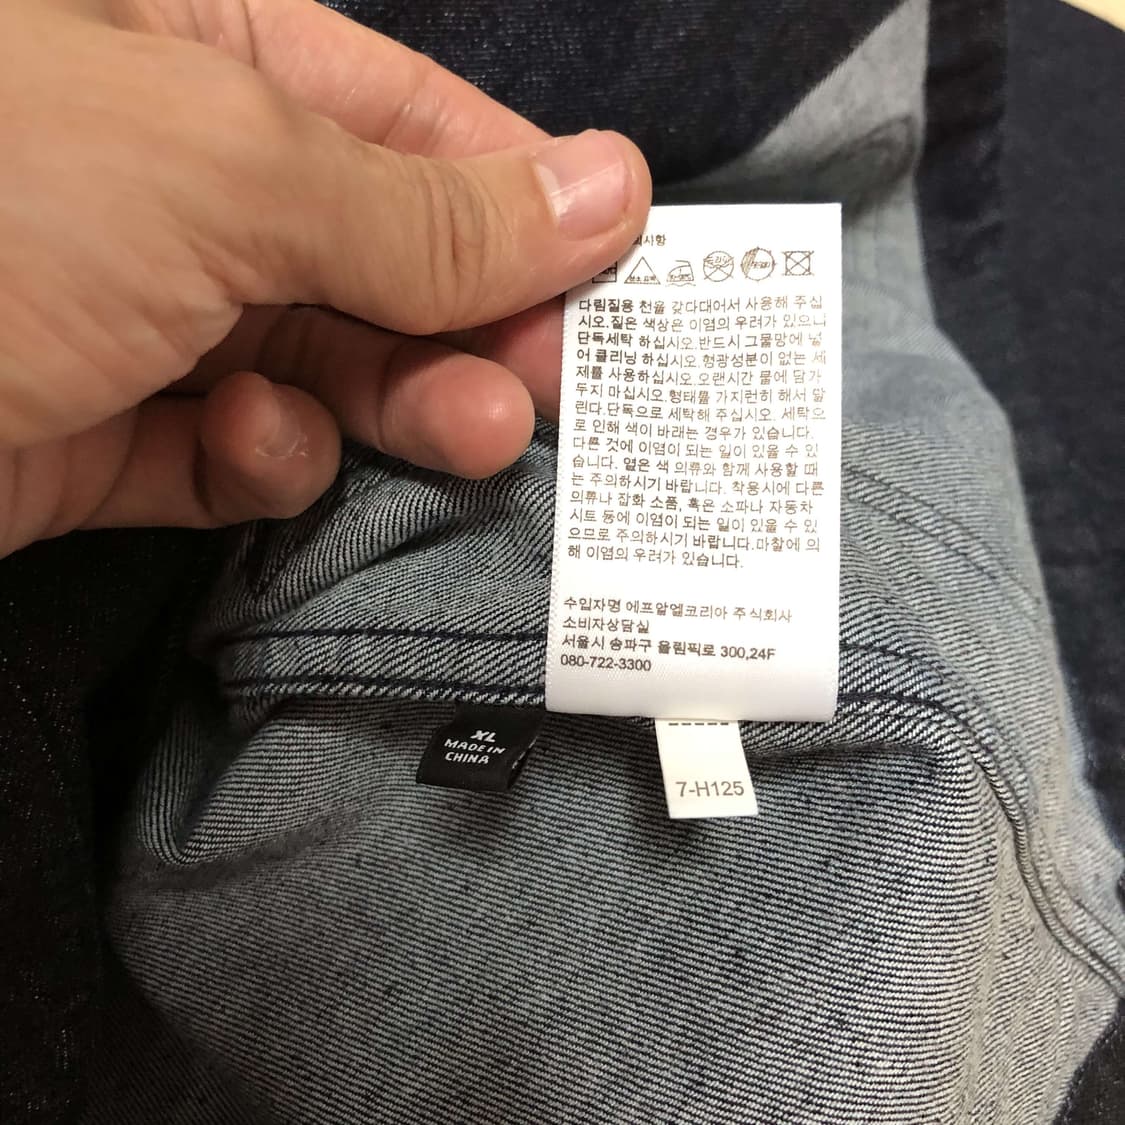 의사항
염소 표백
드라이
다림질용 천을 갖다대어서 사용해 주십
시오.짙은 색상은 이염의 우려가 있으니
단독세탁 하십시오.반드시 그물망에 넣
어 클리닝 하십시오.형광성분이 없는 세
제를 사용하십시오.오랜시간 물에 담가
두지 마십시오.형태를 가지런히 해서 말
린다.단독으로 세탁해 주십시오. 세탁으
로 인해 색이 바래는 경우가 있습니다.
다른 것에 이염이 되는 일이 있을 수 있
습니다. 옅은 색 의류와 함께 사용할 때
는 주의하시기 바랍니다. 착용시에 다른
의류나 잡화 소품, 혹은 소파나 자동차
시트 등에 이염이 되는 일이 있을 수 있
으므로 주의하시기 바랍니다.마찰에 의
해 이염의 우려가 있습니다.
수입자명 에프알엘코리아 주식회사
소비자상담실
서울시 송파구 올림픽로 300,24F
080-722-3300
XL
MADE IN
CHINA
7-H125